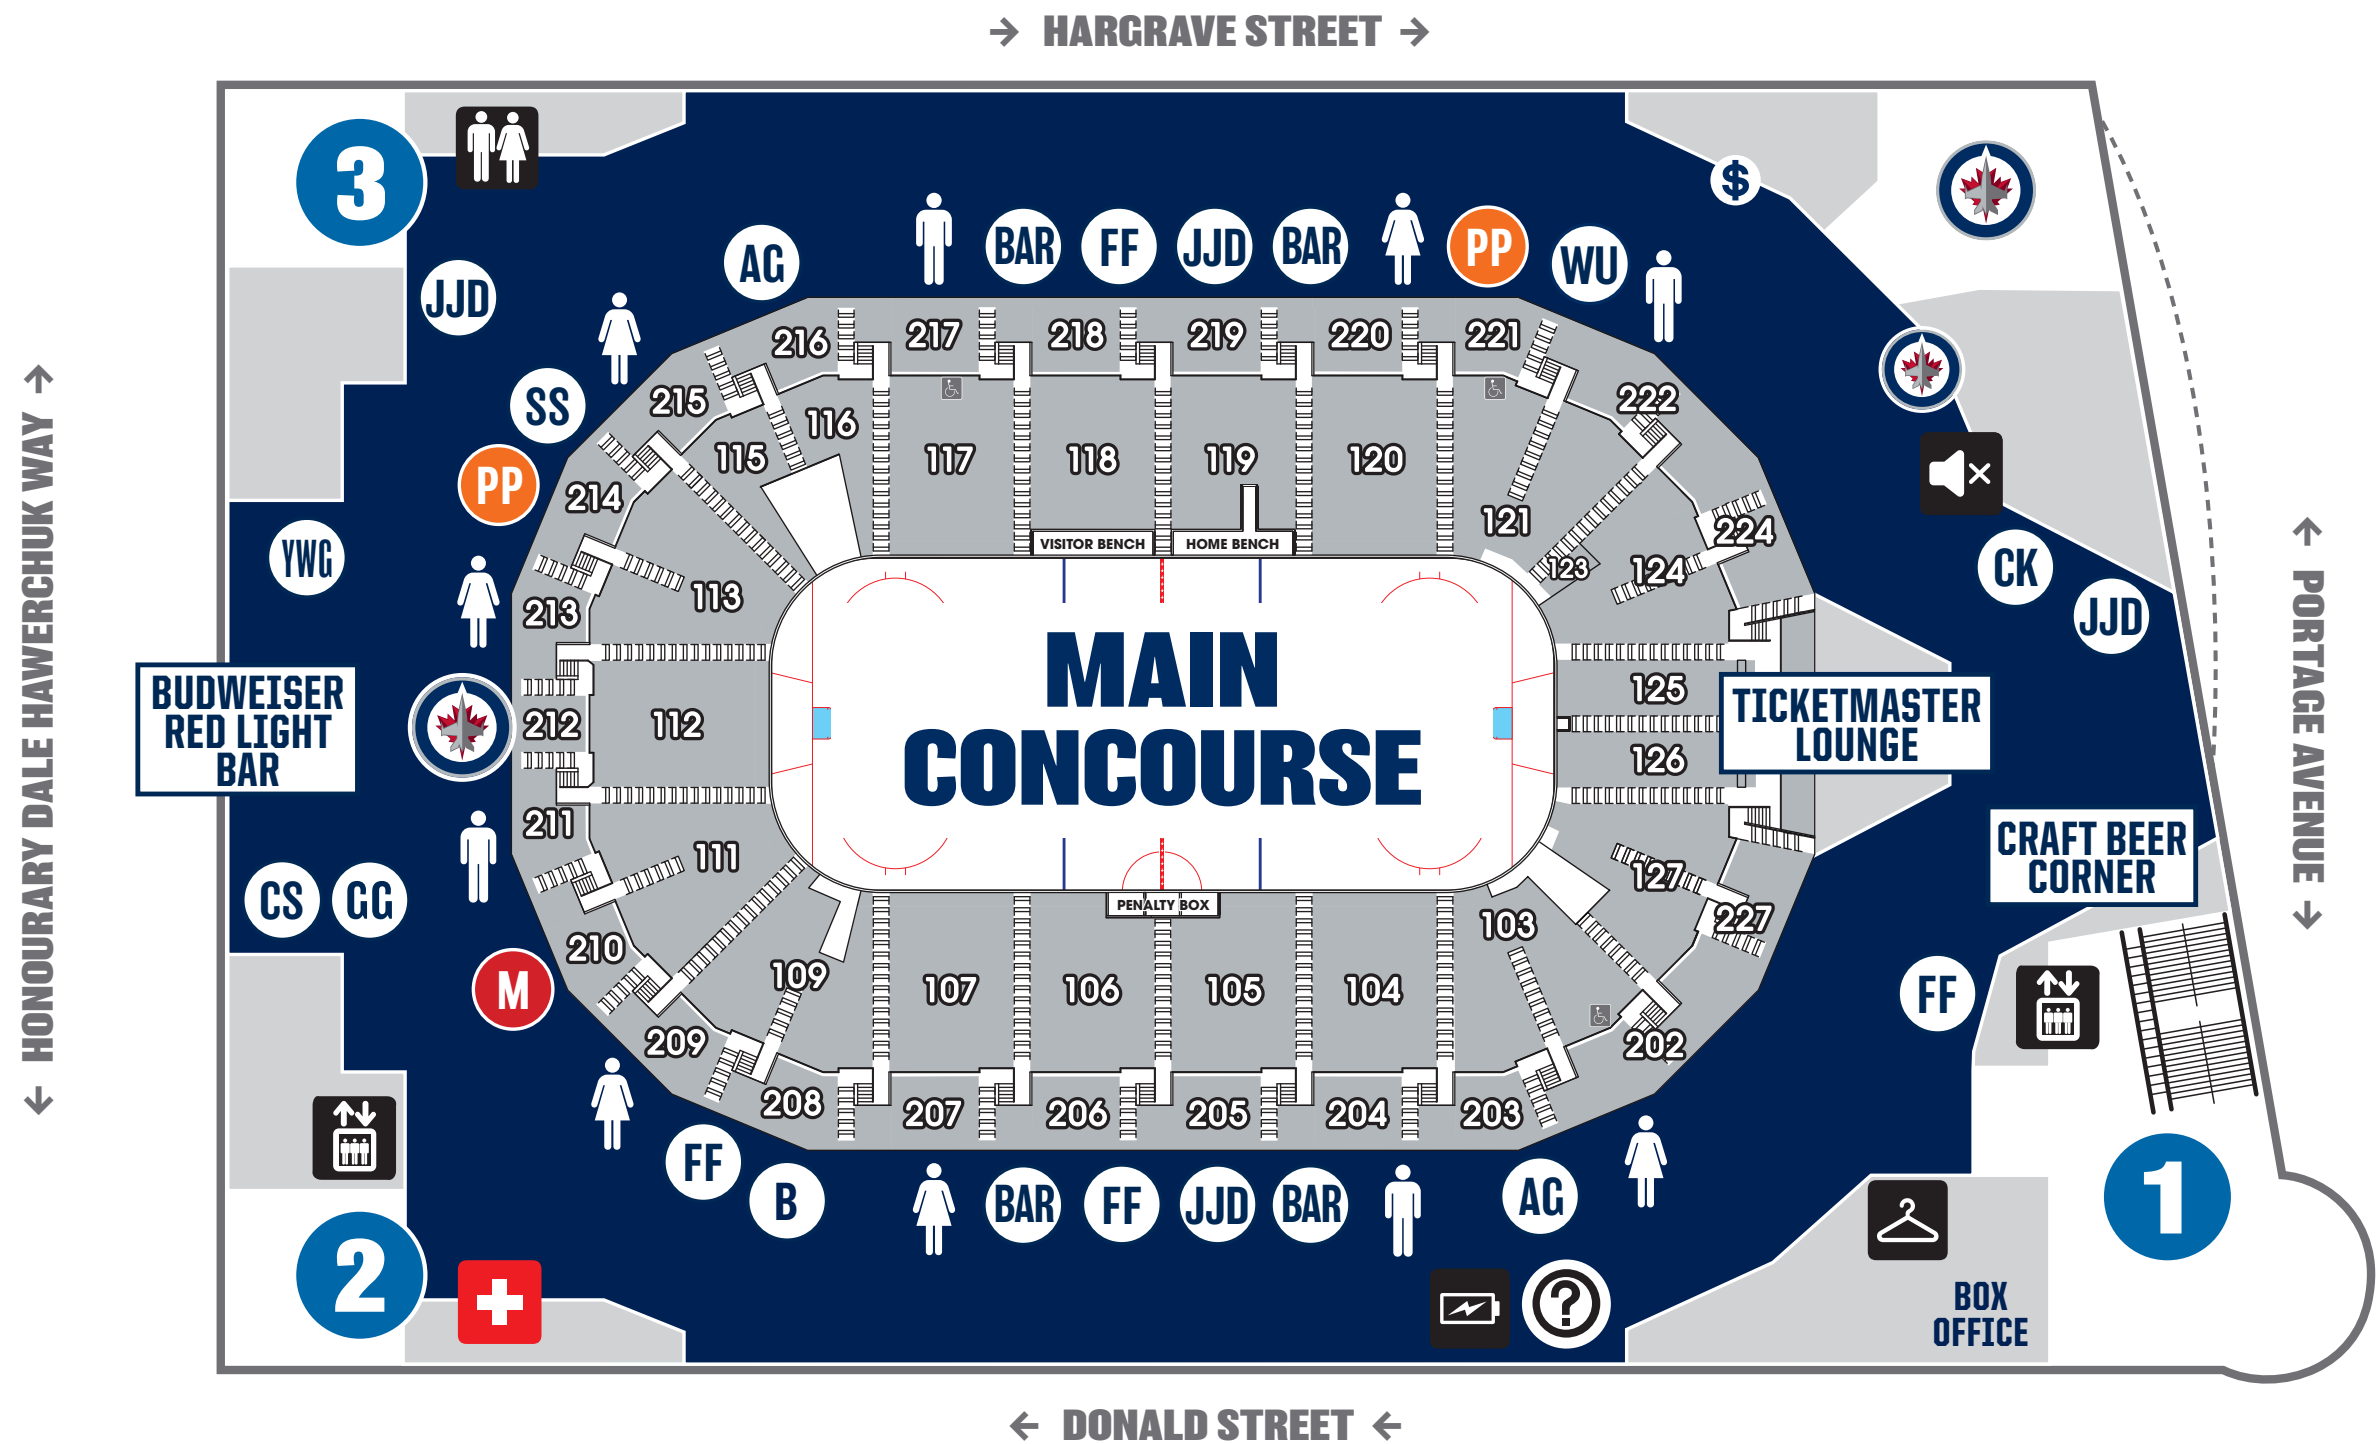 → HARGRAVE STREET →
3
$
AG
BAR
FF
JJD
BAR
PP
WU
JJD
216
217
218
219
220
221
SS
215
116
222
PP
214
115
117
118
119
120
121
224
VISITOR BENCH
HOME BENCH
YWG
213
113
123
124
CK
JJD
← HONOURARY DALE HAWERCHUK WAY →
← PORTAGE AVENUE →
BUDWEISER
RED LIGHT
BAR
212
112
MAIN
CONCOURSE
125
126
TICKETMASTER
LOUNGE
211
111
127
227
CRAFT BEER
CORNER
CS
GG
PENALTY BOX
210
109
107
106
105
104
103
M
FF
209
202
208
207
206
205
204
203
FF
B
BAR
FF
JJD
BAR
AG
1
2
?
BOX
OFFICE
← DONALD STREET ←